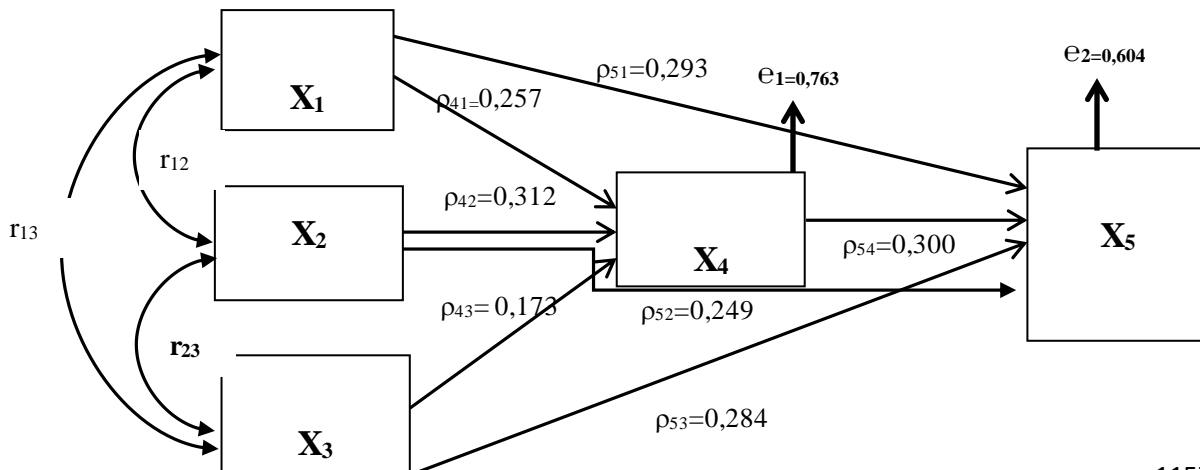 e2=0,604
ρ51=0,293
e1=0,763
X1
ρ41=0,257
r12
ρ42=0,312
r13
X2
X5
X4
ρ54=0,300
ρ43= 0,173
ρ52=0,249
r23
ρ53=0,284
X3